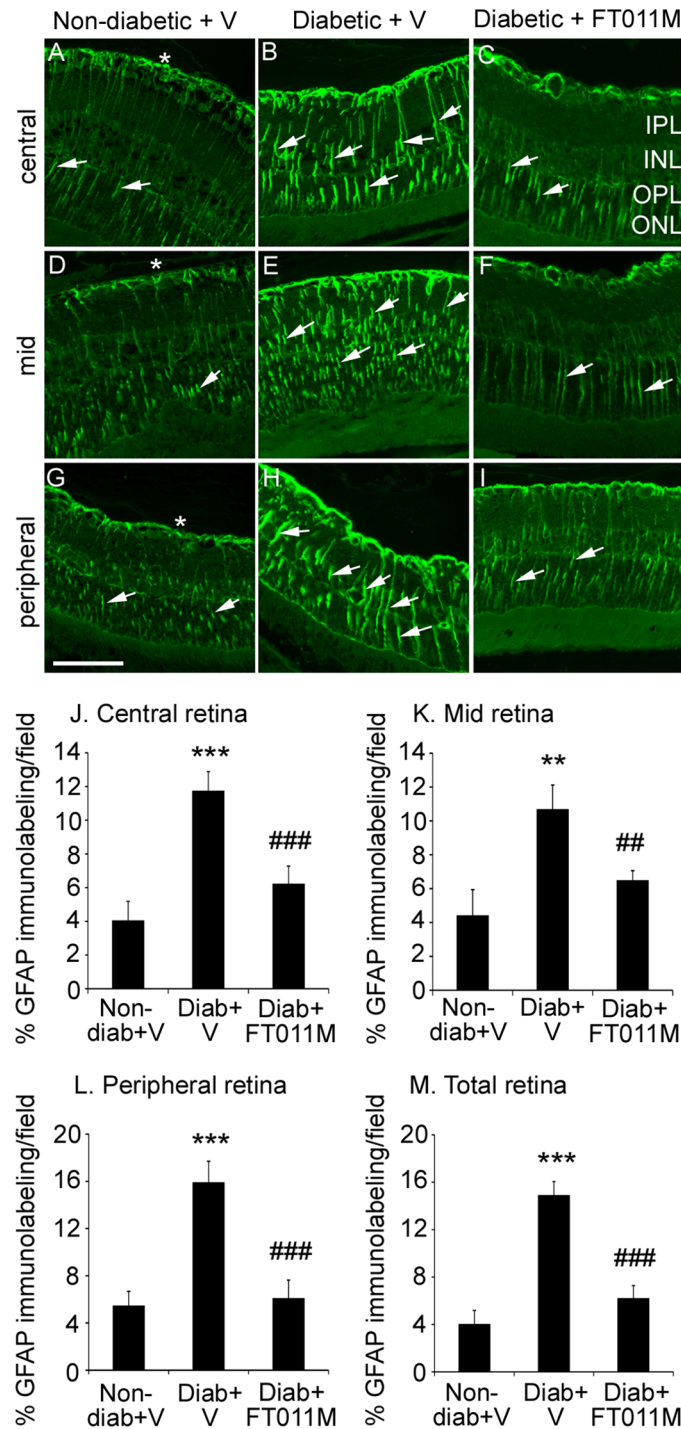 Non-diabetic + V Diabetic + V Diabetic + FT011M
central
A * B C
IPL
INL
OPL
ONL
mid
D * E F
peripheral
G * H I
J. Central retina
% GFAP immunolabeling/field
14
12
10
8
6
4
2
0
***
###
Non-diab+V Diab+V Diab+FT011M
K. Mid retina
% GFAP immunolabeling/field
14
12
10
8
6
4
2
0
**
##
Non-diab+V Diab+V Diab+FT011M
L. Peripheral retina
% GFAP immunolabeling/field
20
16
12
8
4
0
***
###
Non-diab+V Diab+V Diab+FT011M
M. Total retina
% GFAP immunolabeling/field
20
16
12
8
4
0
***
###
Non-diab+V Diab+V Diab+FT011M